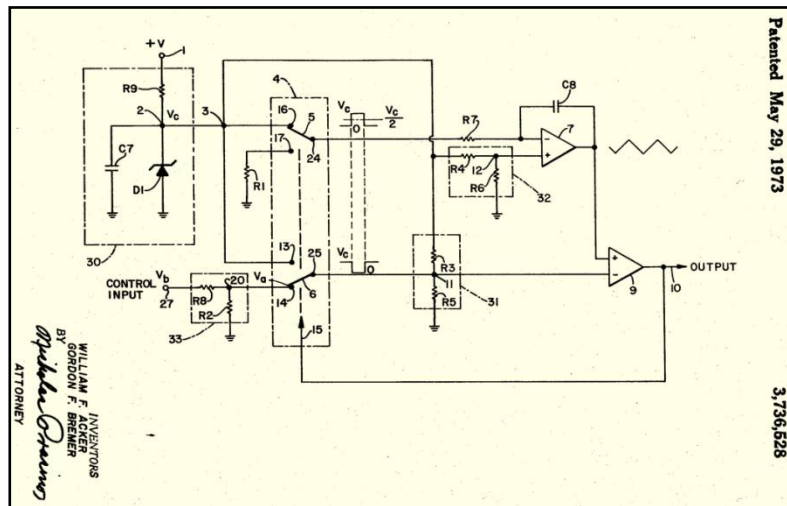 +V
1
R9
2
Vc
3
C7
D1
30
4
16
5
17
24
R1
Vc
0
Vc/2
R7
C8
7
+
R4
12
R6
32
13
25
Vc
0
R3
11
R5
31
CONTROL
INPUT
Vb
27
R8
20
R2
33
Va
14
6
15
+
−
9
10
OUTPUT
Patented May 29, 1973
3,736,528
INVENTORS
WILLIAM F. ACKER
GORDON F. BREMER
BY
ATTORNEY